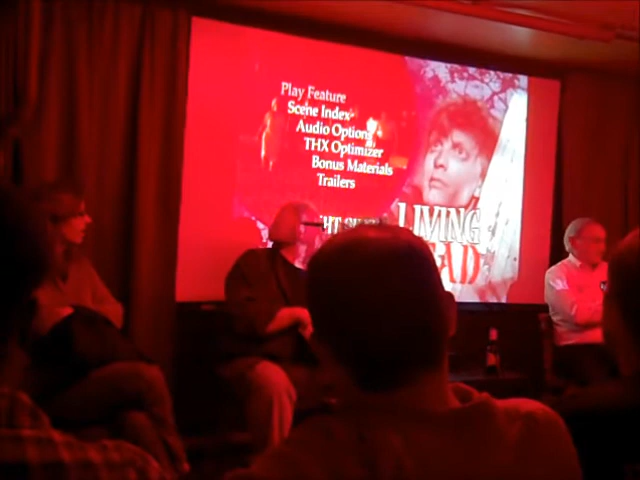 Play Feature
Scene Index
Audio Options
THX Optimizer
Bonus Materials
Trailers
LIVING